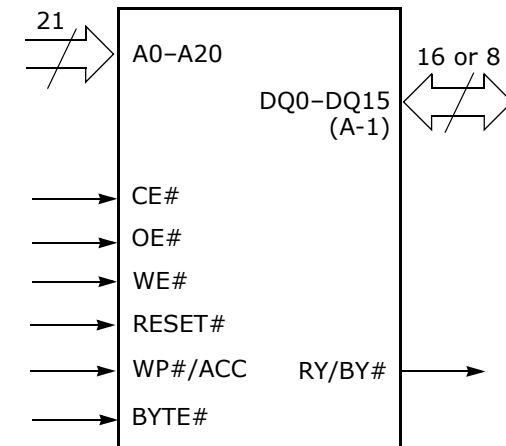 21
A0–A20
16 or 8
DQ0–DQ15
(A-1)
CE#
OE#
WE#
RESET#
WP#/ACC
RY/BY#
BYTE#